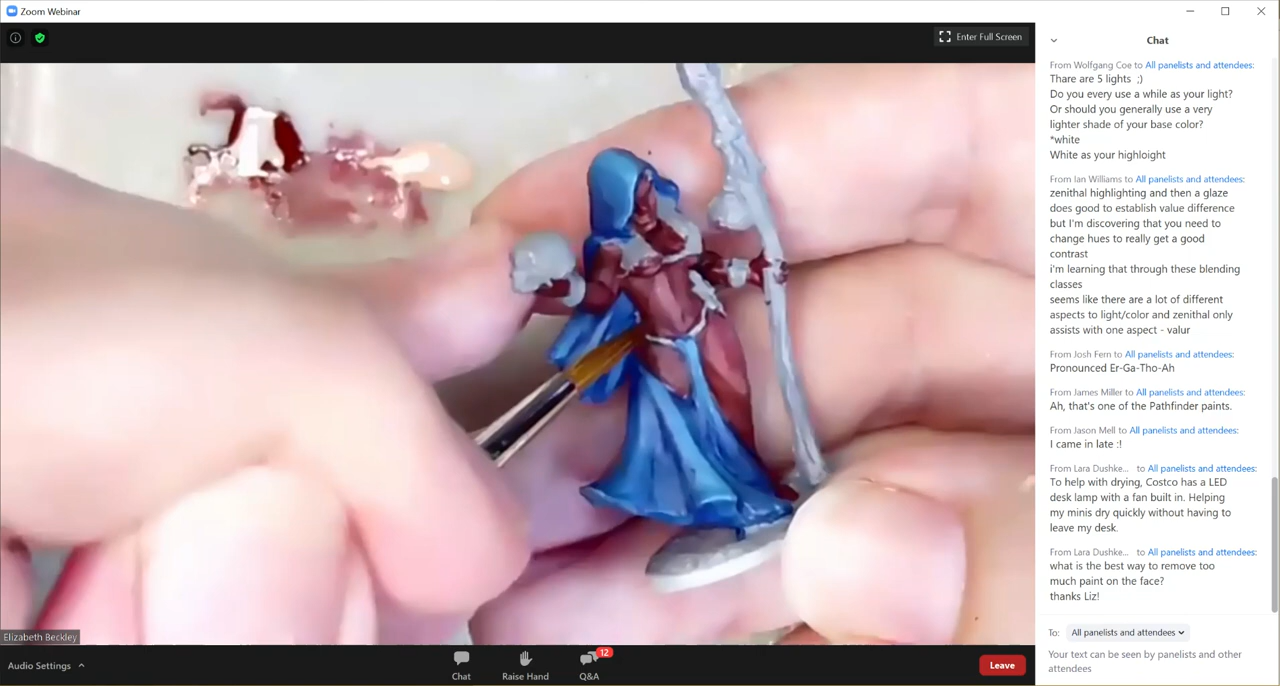 Zoom Webinar
Enter Full Screen
Chat
From Wolfgang Coe to All panelists and attendees:
Thare are 5 lights ;)
Do you every use a while as your light?
Or should you generally use a very
lighter shade of your base color?
*white
White as your highloight
From Ian Williams to All panelists and attendees:
zenithal highlighting and then a glaze
does good to establish value difference
but I'm discovering that you need to
change hues to really get a good
contrast
i'm learning that through these blending
classes
seems like there are a lot of different
aspects to light/color and zenithal only
assists with one aspect - valur
From Josh Fern to All panelists and attendees:
Pronounced Er-Ga-Tho-Ah
From James Miller to All panelists and attendees:
Ah, that's one of the Pathfinder paints.
From Jason Mell to All panelists and attendees:
I came in late :!
From Lara Dushke... to All panelists and attendees:
To help with drying, Costco has a LED
desk lamp with a fan built in. Helping
my minis dry quickly without having to
leave my desk.
From Lara Dushke... to All panelists and attendees:
what is the best way to remove too
much paint on the face?
thanks Liz!
To: All panelists and attendees
Your text can be seen by panelists and other
attendees
Elizabeth Beckley
Audio Settings
Chat
Raise Hand
12
Q&A
Leave